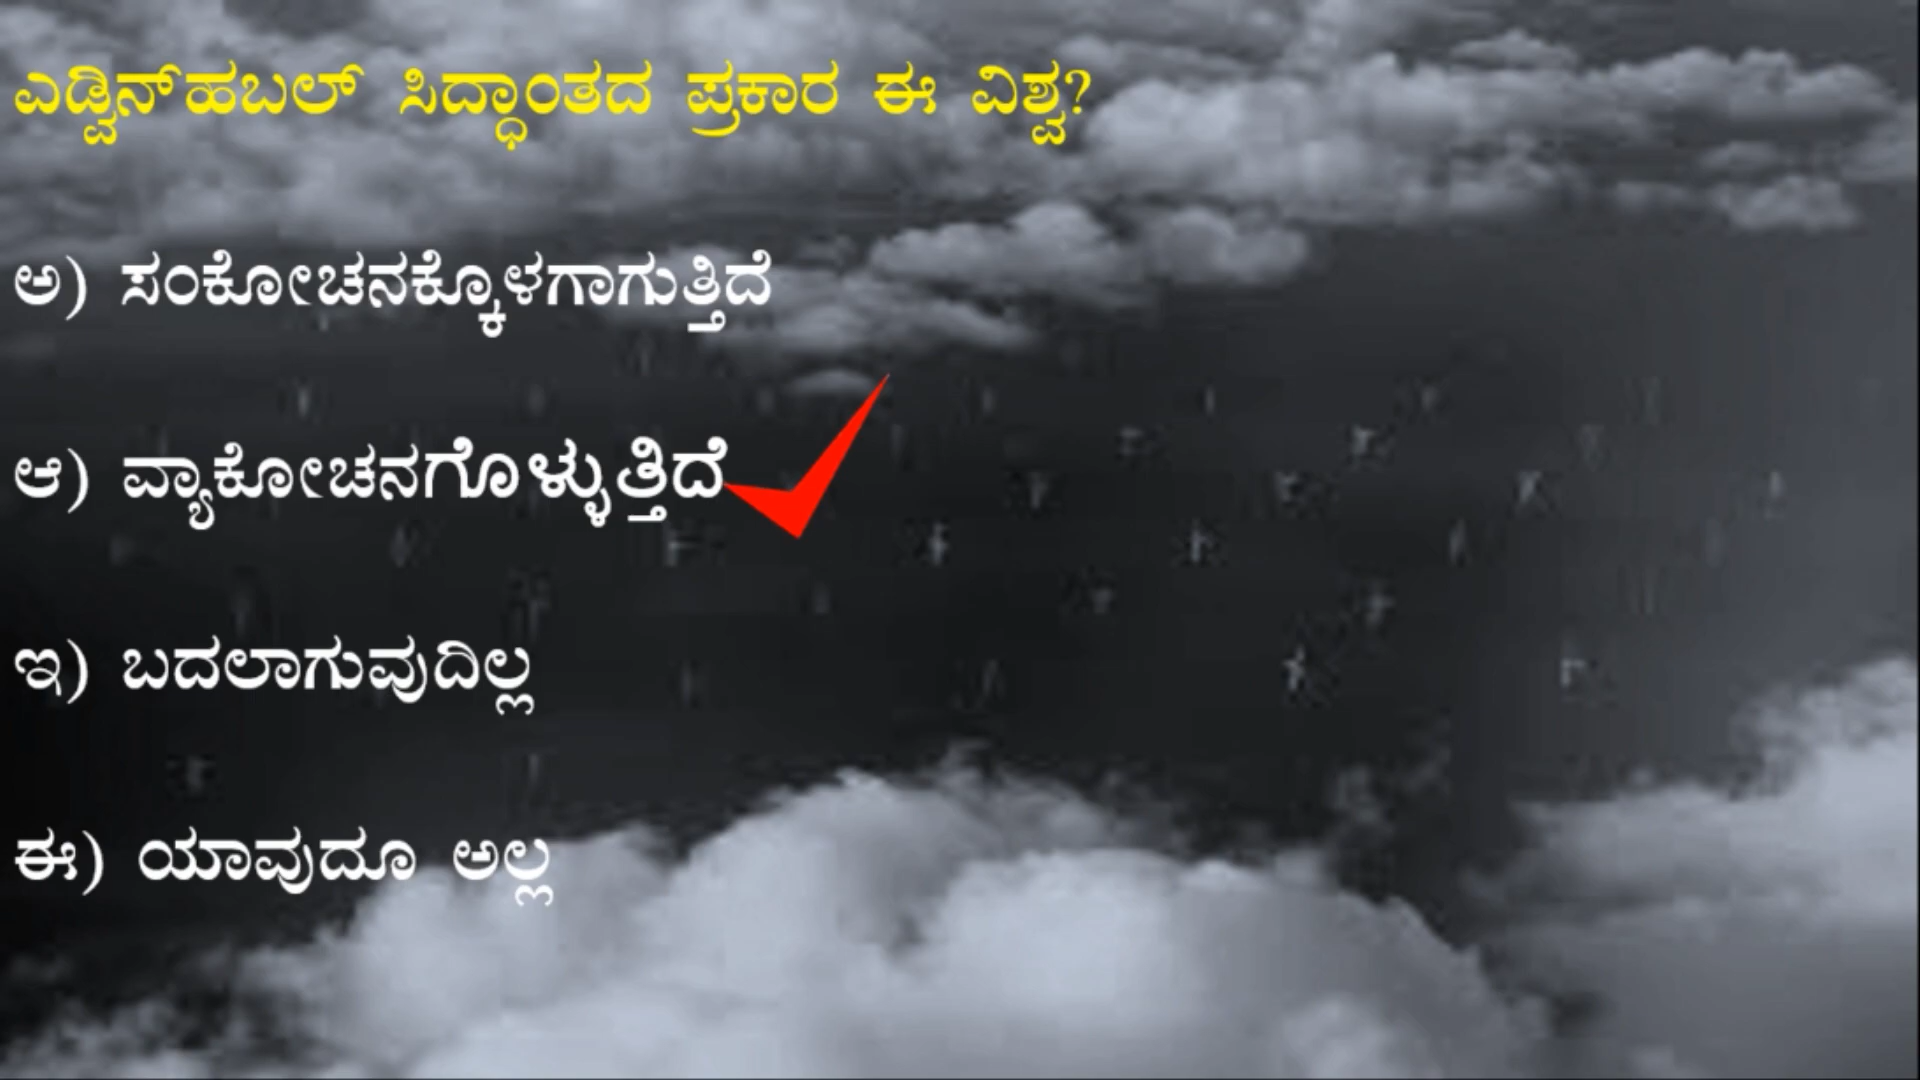 ಎಡ್ವಿನ್‌ಹಬಲ್ ಸಿದ್ಧಾಂತದ ಪ್ರಕಾರ ಈ ವಿಶ್ವ?
ಅ) ಸಂಕೋಚನಕ್ಕೊಳಗಾಗುತ್ತಿದೆ
ಆ) ವ್ಯಾಕೋಚನಗೊಳ್ಳುತ್ತಿದೆ
ಇ) ಬದಲಾಗುವುದಿಲ್ಲ
ಈ) ಯಾವುದೂ ಅಲ್ಲ